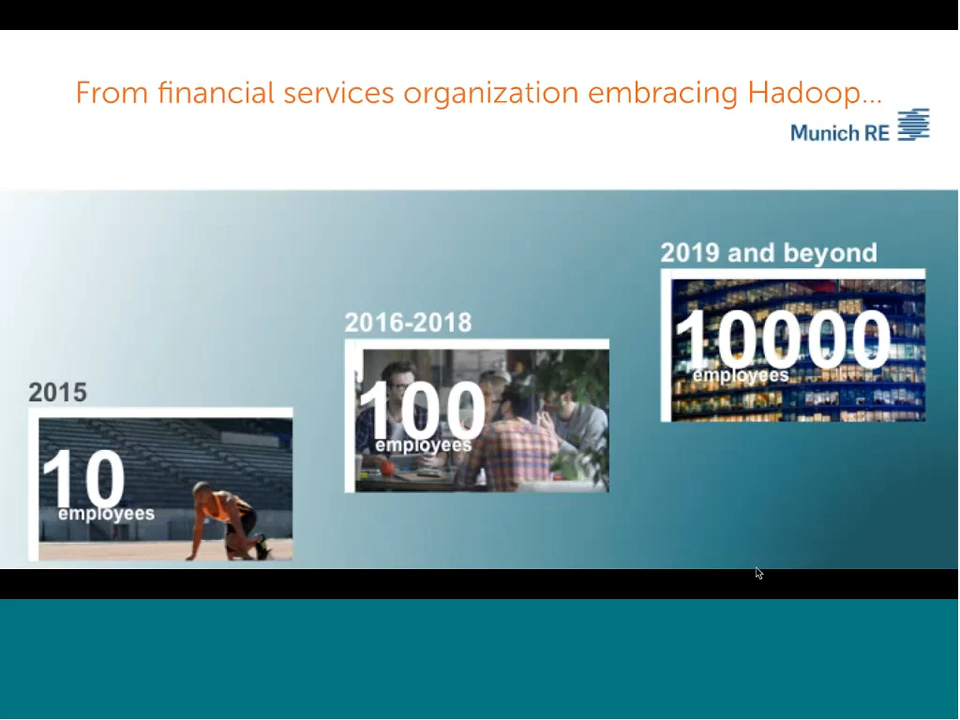 From financial services organization embracing Hadoop...
Munich RE
2019 and beyond
10000
employees
2016-2018
100
employees
2015
10
employees